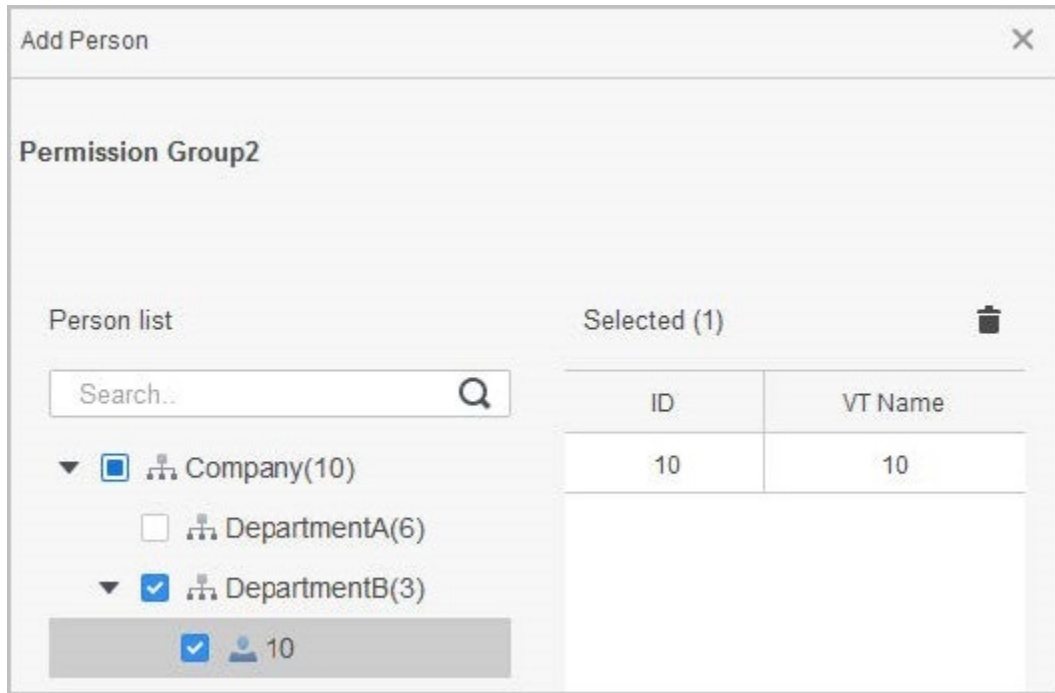 Add Person
Permission Group2
Person list
Search..
Company(10)
DepartmentA(6)
DepartmentB(3)
10
Selected (1)
ID VT Name
10 10